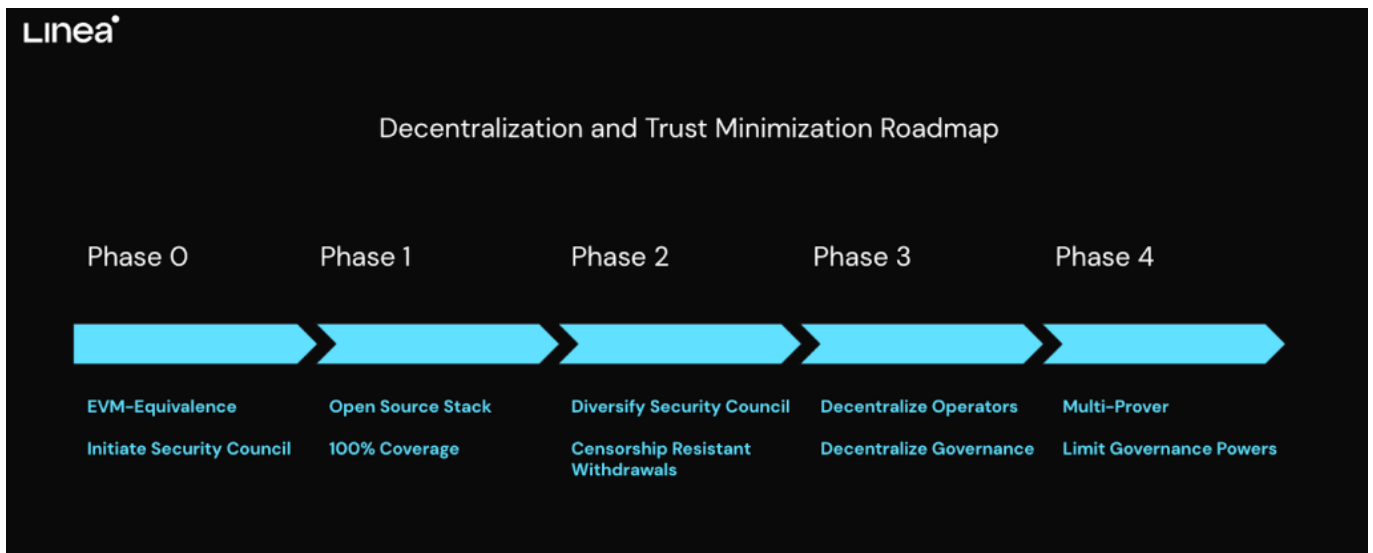 Linea
Decentralization and Trust Minimization Roadmap
Phase 0
Phase 1
Phase 2
Phase 3
Phase 4
EVM-Equivalence
Initiate Security Council
Open Source Stack
100% Coverage
Diversify Security Council
Censorship Resistant
Withdrawals
Decentralize Operators
Decentralize Governance
Multi-Prover
Limit Governance Powers